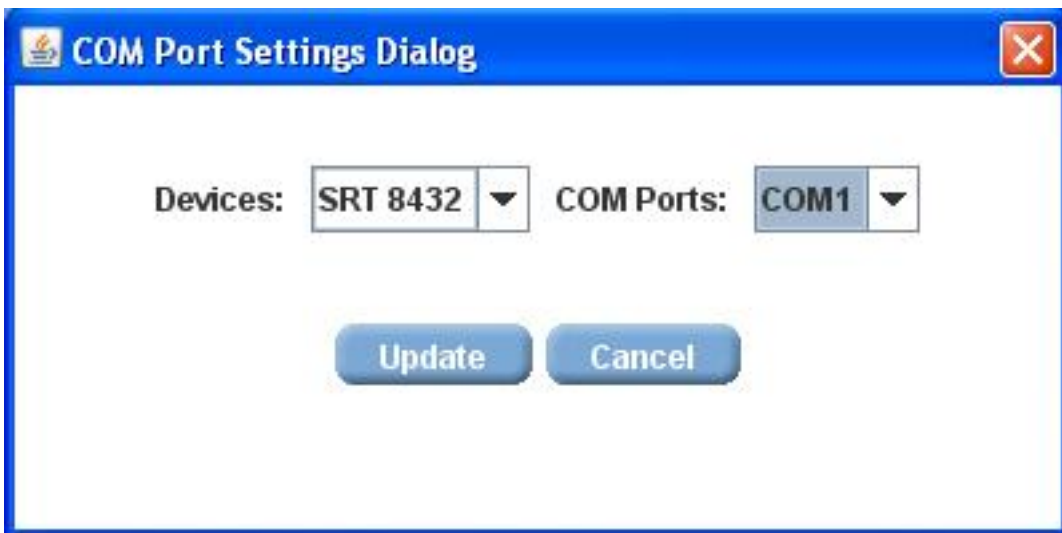 COM Port Settings Dialog
Devices: SRT 8432 COM Ports: COM1
Update Cancel